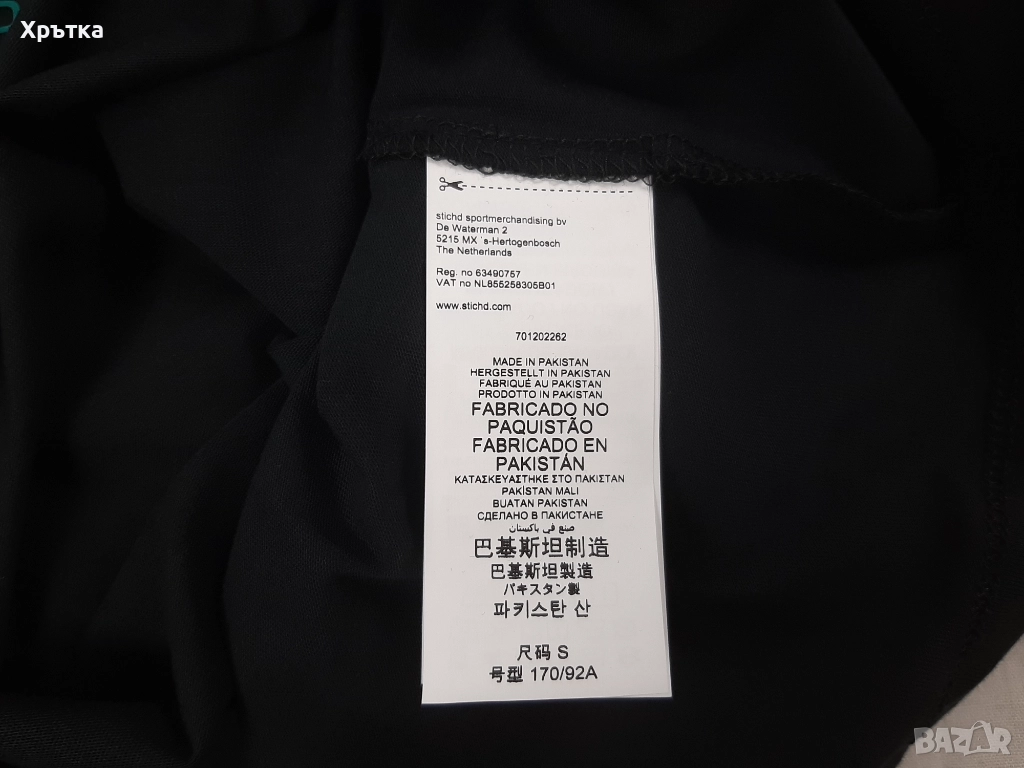 Хрътка
stichd sportmerchandising bv
De Waterman 2
5215 MX `s-Hertogenbosch
The Netherlands
Reg. no 63490757
VAT no NL855258305B01
www.stichd.com
701202262
MADE IN PAKISTAN
HERGESTELLT IN PAKISTAN
FABRIQUÉ AU PAKISTAN
PRODOTTO IN PAKISTAN
FABRICADO NO
PAQUISTÃO
FABRICADO EN
PAKISTÁN
ΚΑΤΑΣΚΕΥΑΣΤΗΚΕ ΣΤΟ ΠΑΚΙΣΤΑΝ
PAKİSTAN MALI
BUATAN PAKISTAN
СДЕЛАНО В ПАКИСТАНЕ
صنع في باكستان
巴基斯坦制造
巴基斯坦製造
パキスタン製
파키스탄 산
尺码 S
号型 170/92A
BAZAR